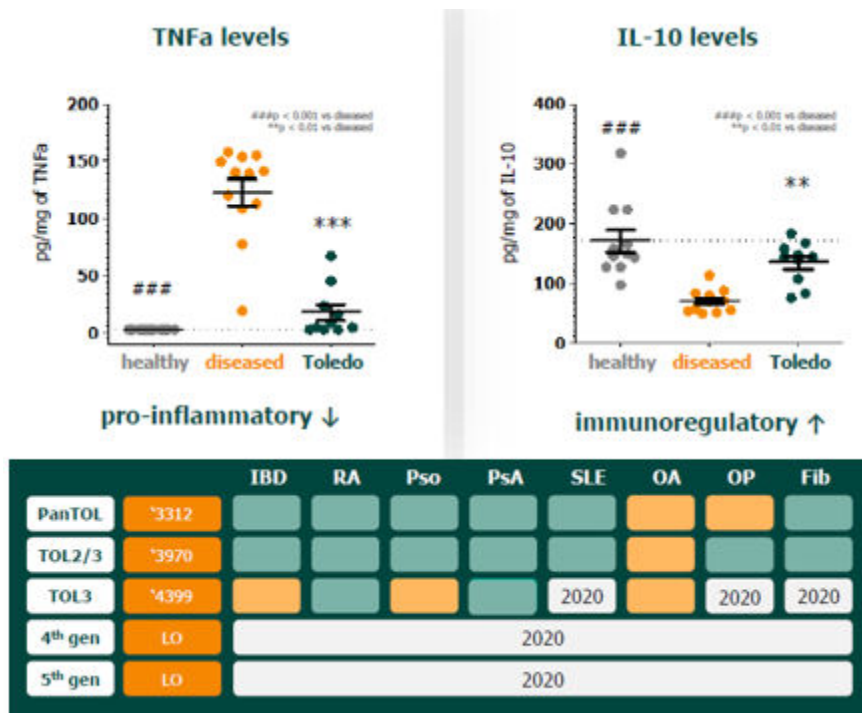 TNFa levels
IL-10 levels
pg/mg of TNFa
200
150
100
50
0
###p < 0.001 vs diseased
**p < 0.01 vs diseased
###
***
healthy
diseased
Toledo
pro-inflammatory ↓
pg/mg of IL-10
400
300
200
100
0
###p < 0.001 vs diseased
**p < 0.01 vs diseased
###
**
healthy
diseased
Toledo
immunoregulatory ↑
IBD RA Pso PsA SLE OA OP Fib
PanTOL '3312
TOL2/3 '3970
TOL3 '4399 2020 2020 2020
4th gen LO 2020
5th gen LO 2020